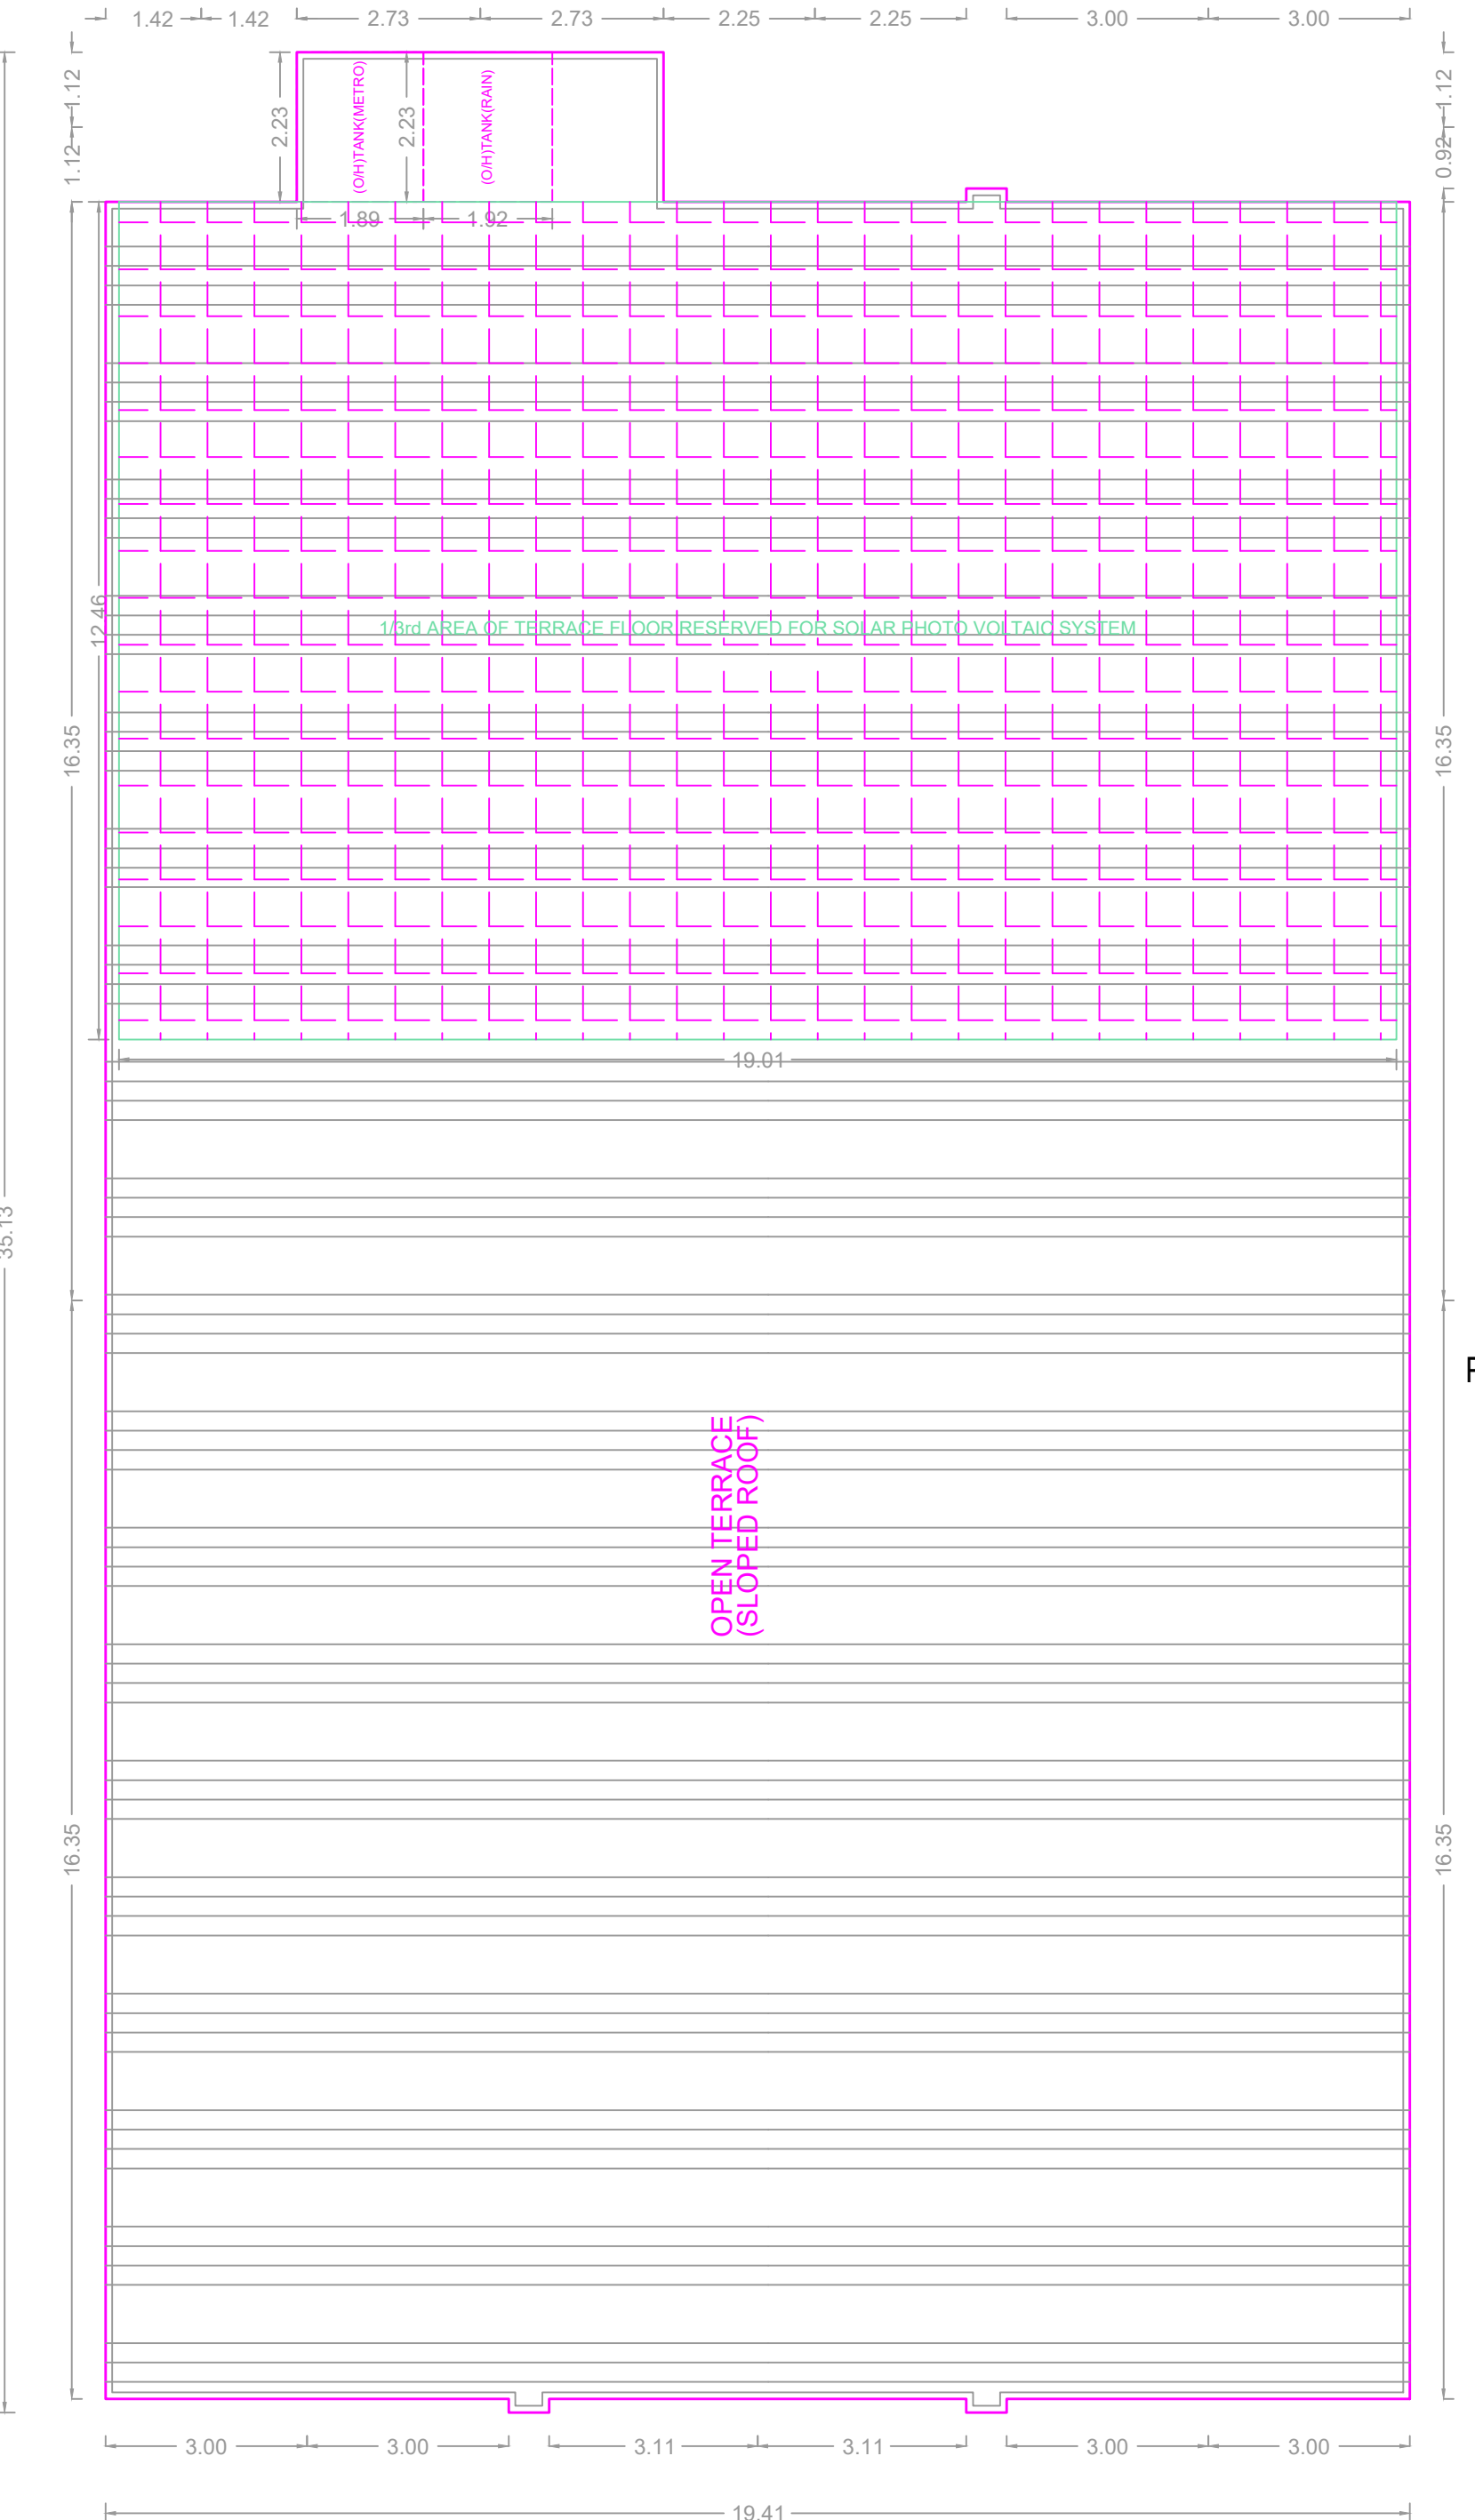 1.42 1.42 2.73 2.73 2.25 2.25 3.00 3.00
1.12
1.12
2.23
(O/H)TANK(METRO)
2.23
(O/H)TANK(RAIN)
1.12
0.92
1.89 1.92
12.46
1/3rd AREA OF TERRACE FLOOR RESERVED FOR SOLAR PHOTO VOLTAIC SYSTEM
16.35
16.35
19.01
35.13
OPEN TERRACE
(SLOPED ROOF)
16.35
16.35
3.00 3.00 3.11 3.11 3.00 3.00
19.41